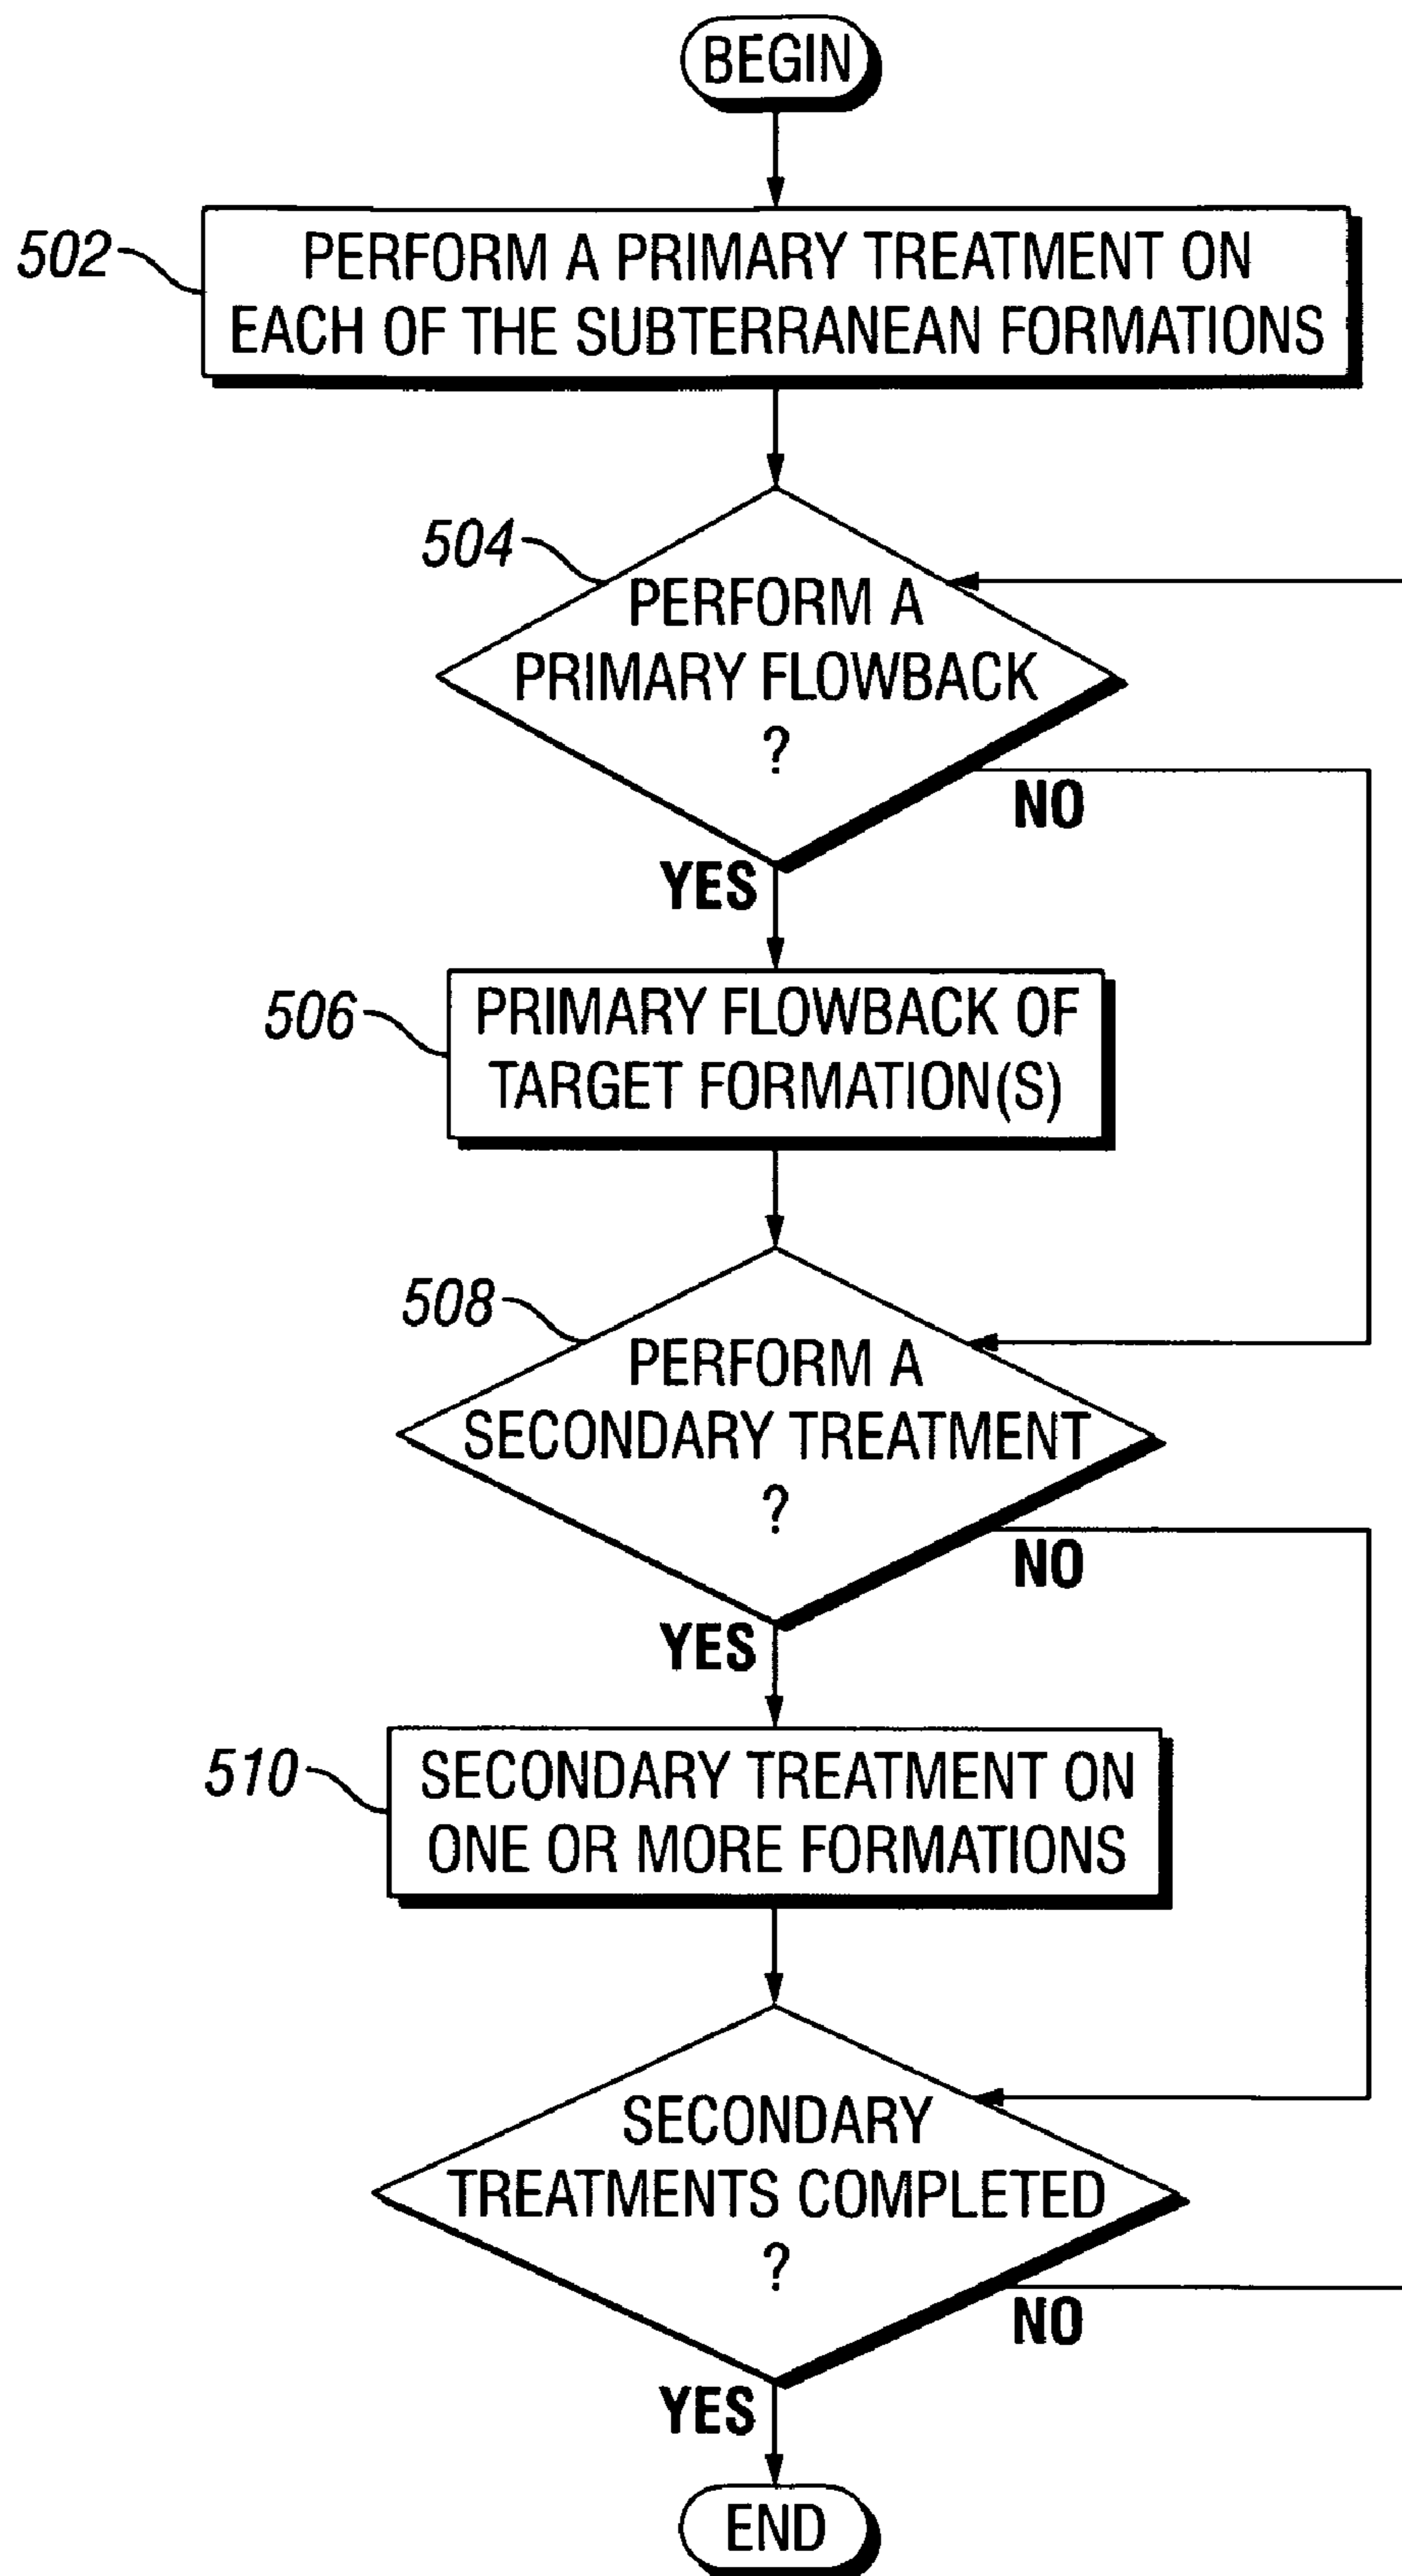 BEGIN
502
PERFORM A PRIMARY TREATMENT ON
EACH OF THE SUBTERRANEAN FORMATIONS
504
PERFORM A
PRIMARY FLOWBACK
?
NO
YES
506
PRIMARY FLOWBACK OF
TARGET FORMATION(S)
508
PERFORM A
SECONDARY TREATMENT
?
NO
YES
510
SECONDARY TREATMENT ON
ONE OR MORE FORMATIONS
SECONDARY
TREATMENTS COMPLETED
?
NO
YES
END